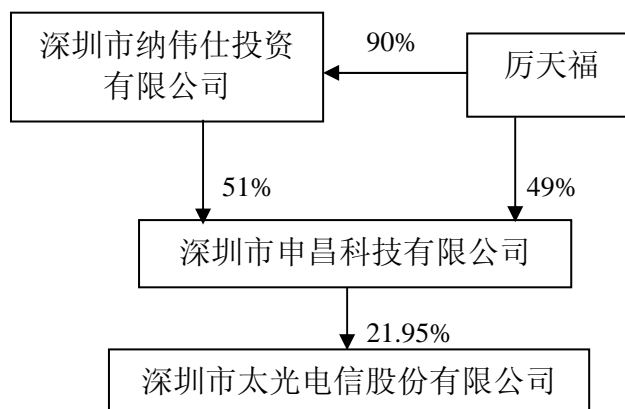 深圳市纳伟仕投资
有限公司
90%
厉天福
51%
49%
深圳市申昌科技有限公司
21.95%
深圳市太光电信股份有限公司